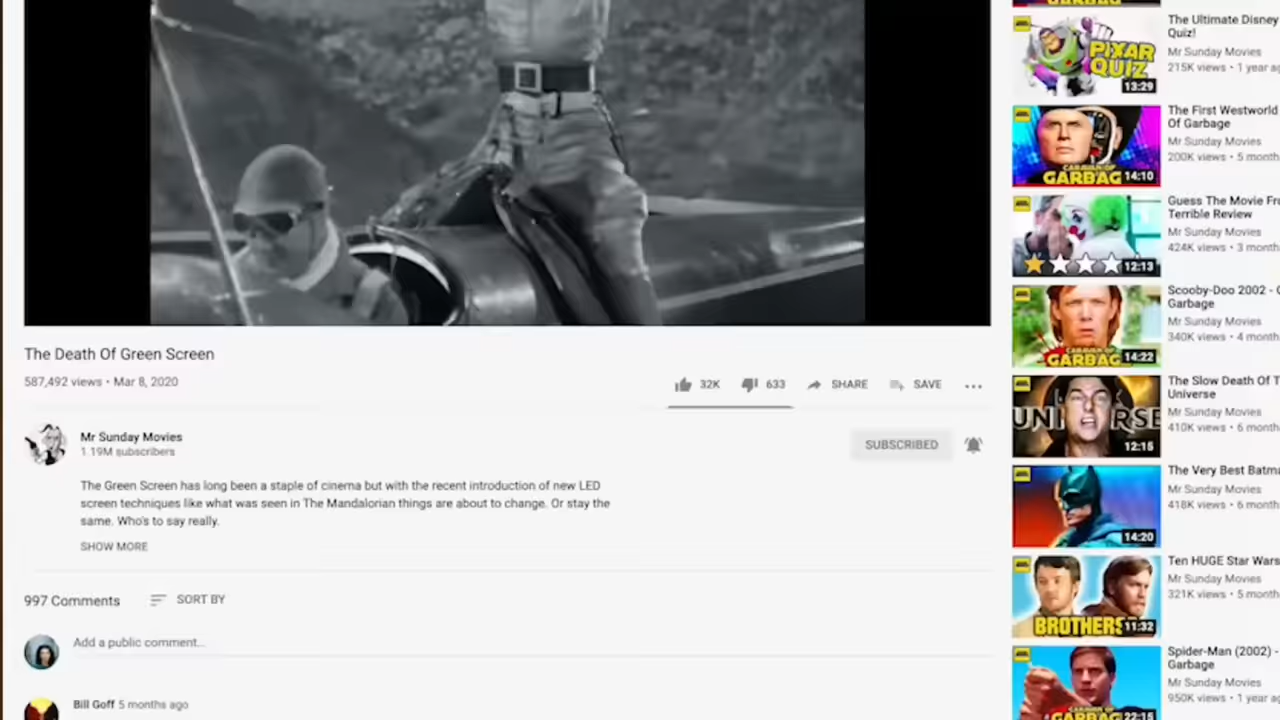 The Death Of Green Screen
587,492 views • Mar 8, 2020
32K
633
SHARE
SAVE
Mr Sunday Movies
1.19M subscribers
SUBSCRIBED
The Green Screen has long been a staple of cinema but with the recent introduction of new LED
screen techniques like what was seen in The Mandalorian things are about to change. Or stay the
same. Who's to say really.
SHOW MORE
997 Comments
SORT BY
Add a public comment...
Bill Goff 5 months ago
PIXAR
QUIZ
13:29
The Ultimate Disney
Quiz!
Mr Sunday Movies
215K views • 1 year
CARAVAN OF
GARBAG
14:10
The First Westworld
Of Garbage
Mr Sunday Movies
200K views • 5 month
12:13
Guess The Movie
Terrible Review
Mr Sunday Movies
424K views • 3 month
CARAVAN OF
GARBAG
14:22
Scooby-Doo 2002 -
Garbage
Mr Sunday Movies
340K views • 4 month
UNI
RSE
12:15
The Slow Death Of
Universe
Mr Sunday Movies
410K views • 6 month
14:20
The Very Best
Mr Sunday Movies
418K views • 6 month
BROTHERS
11:32
Ten HUGE Star Wars
Mr Sunday Movies
321K views • 5 month
CARAVAN OF
GARBAG
22:15
Spider-Man (2002) -
Garbage
Mr Sunday Movies
950K views • 1 year